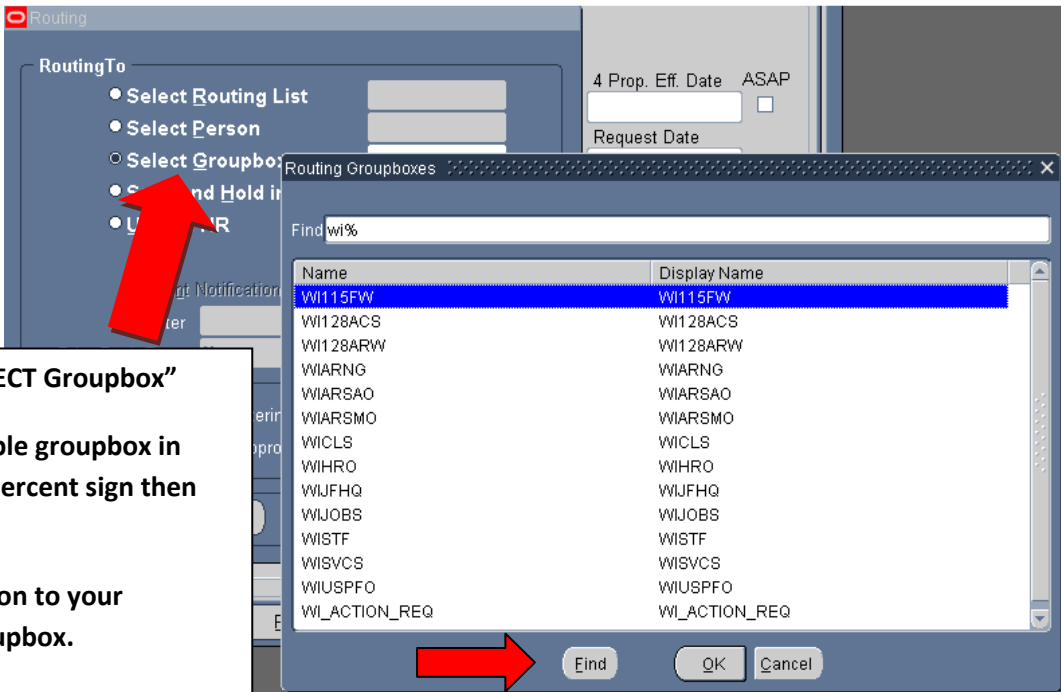 Routing
RoutingTo
Select Routing List
Select Person
Select Groupbox
nd Hold in
HR
4 Prop. Eff. Date ASAP
Request Date
Notification
Routing Groupboxes
Find wi%
Name Display Name
WI115FW WI115FW
WI128ACS WI128ACS
WI128ARW WI128ARW
WIARNG WIARNG
WIARSAO WIARSAO
WIARSMO WIARSMO
WICLS WICLS
WIHRO WIHRO
WIJFHQ WIJFHQ
WIJOBS WIJOBS
WISTF WISTF
WISVCS WISVCS
WIUSPFO WIUSPFO
WI_ACTION_REQ WI_ACTION_REQ
Find OK Cancel
ECT Groupbox”
ple groupbox in
ercent sign then
on to your
upbox.